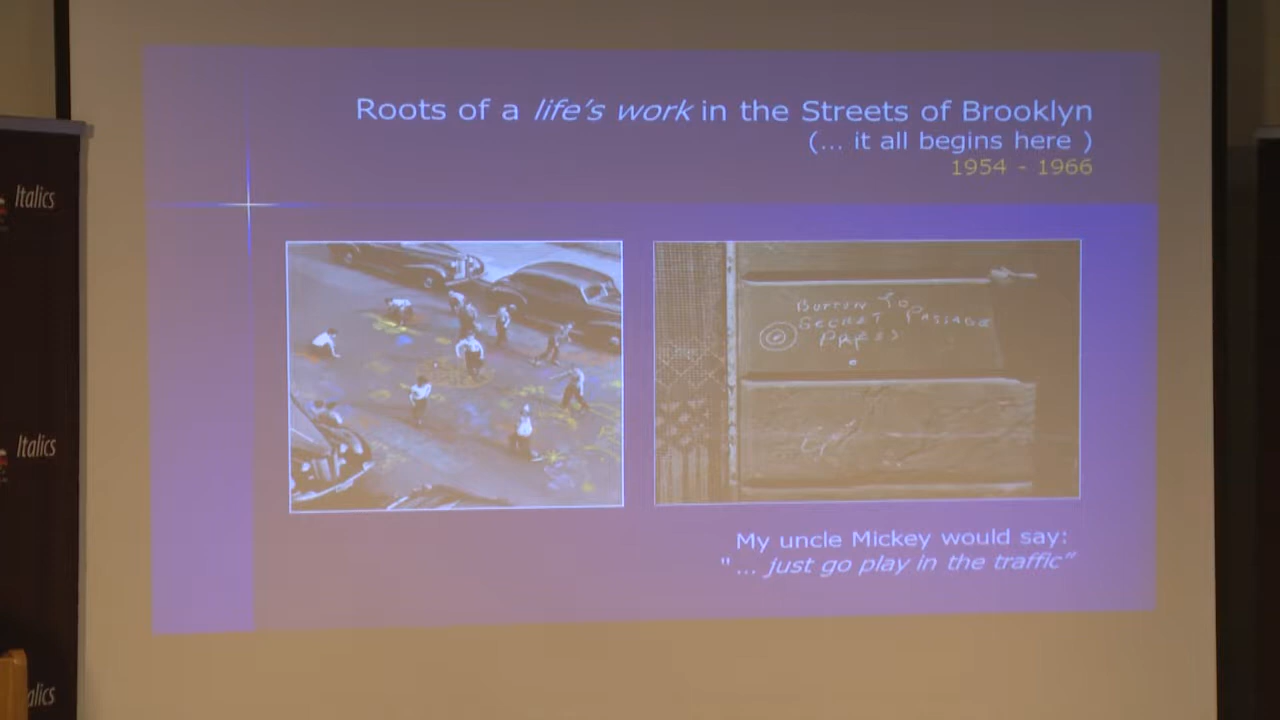 Roots of a life's work in the Streets of Brooklyn
(... it all begins here )
1954 - 1966
Italics
Italics
alics
BUTTON TO
SECRET PASSAGE
PRESS
My uncle Mickey would say:
"... just go play in the traffic"